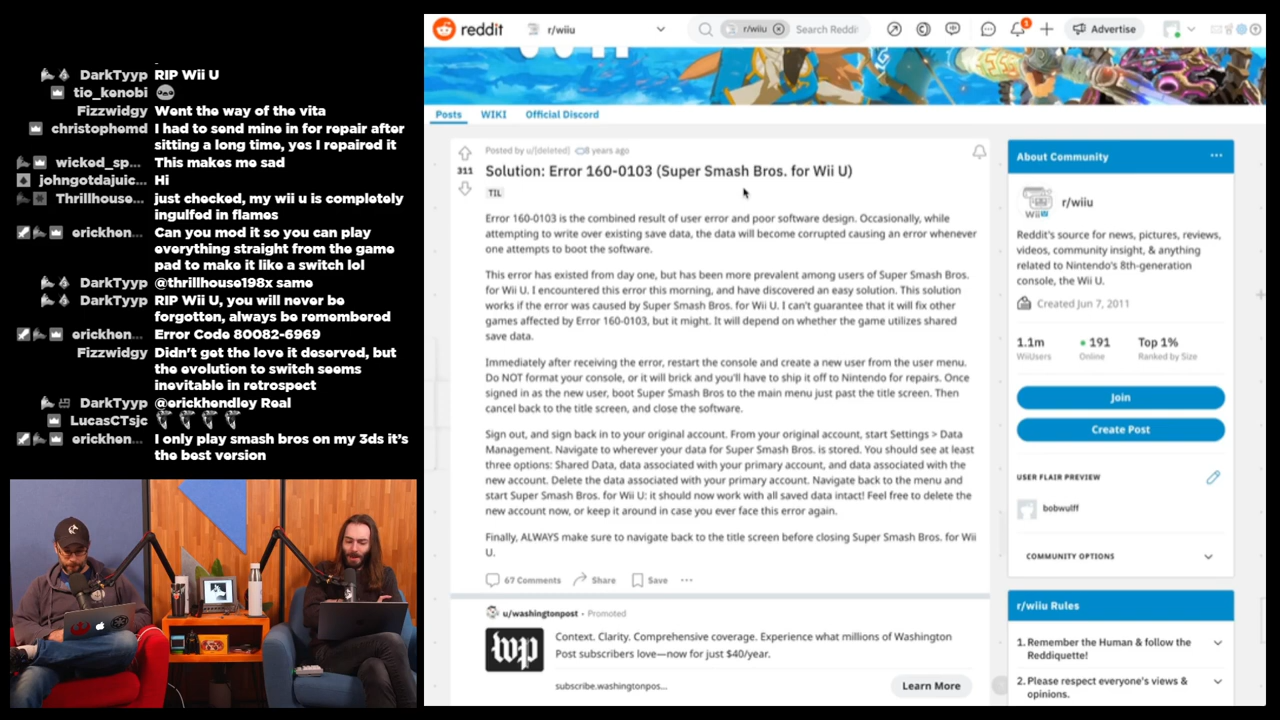 DarkTyyp RIP Wii U
tio_kenobi
Fizzwidgy Went the way of the vita
christophomd I had to send mine in for repair after
sitting a long time, yes I repaired it
wicked_sp... This makes me sad
johngotdajuic... Hi
Thrillhouse... just checked, my wii u is completely
ingulfed in flames
erickhen... Can you mod it so you can play
everything straight from the game
pad to make it like a switch lol
DarkTyyp @thrillhouse198x same
DarkTyyp RIP Wii U, you will never be
forgotten, always be remembered
erickhen... Error Code 80082-6969
Fizzwidgy Didn't get the love it deserved, but
the evolution to switch seems
inevitable in retrospect
DarkTyyp @erickhendley Real
LucasCTsjc
erickhen... I only play smash bros on my 3ds it's
the best version
reddit
r/wiiu
r/wiiu
Search Reddit
1
Advertise
Posts
WIKI
Official Discord
Posted by u/[deleted] 8 years ago
311
Solution: Error 160-0103 (Super Smash Bros. for Wii U)
TIL
Error 160-0103 is the combined result of user error and poor software design. Occasionally, while
attempting to write over existing save data, the data will become corrupted causing an error whenever
one attempts to boot the software.
This error has existed from day one, but has been more prevalent among users of Super Smash Bros.
for Wii U. I encountered this error this morning, and have discovered an easy solution. This solution
works if the error was caused by Super Smash Bros. for Wii U. I can't guarantee that it will fix other
games affected by Error 160-0103, but it might. It will depend on whether the game utilizes shared
save data.
Immediately after receiving the error, restart the console and create a new user from the user menu.
Do NOT format your console, or it will brick and you'll have to ship it off to Nintendo for repairs. Once
signed in as the new user, boot Super Smash Bros to the main menu just past the title screen. Then
cancel back to the title screen, and close the software.
Sign out, and sign back in to your original account. From your original account, start Settings > Data
Management. Navigate to wherever your data for Super Smash Bros. is stored. You should see at least
three options: Shared Data, data associated with your primary account, and data associated with the
new account. Delete the data associated with your primary account. Navigate back to the menu and
start Super Smash Bros. for Wii U: it should now work with all saved data intact! Feel free to delete the
new account now, or keep it around in case you ever face this error again.
Finally, ALWAYS make sure to navigate back to the title screen before closing Super Smash Bros. for Wii
U.
67 Comments
Share
Save
u/washingtonpost • Promoted
wp
Context. Clarity. Comprehensive coverage. Experience what millions of Washington
Post subscribers love—now for just $40/year.
subscribe.washingtonpos...
Learn More
About Community
WiiU
r/wiiu
Reddit's source for news, pictures, reviews,
videos, community insight, & anything
related to Nintendo's 8th-generation
console, the Wii U.
Created Jun 7, 2011
1.1m
191
Top 1%
WiiUsers
Online
Ranked by Size
Join
Create Post
USER FLAIR PREVIEW
bobwulff
COMMUNITY OPTIONS
r/wiiu Rules
1. Remember the Human & follow the
Reddiquette!
2. Please respect everyone's views &
opinions.